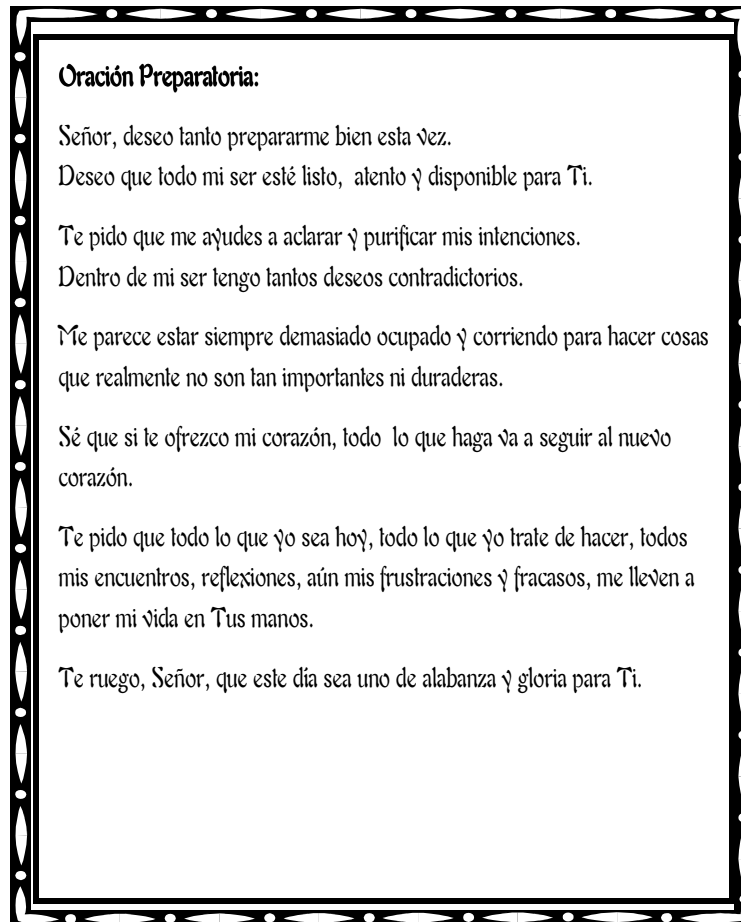 Oración Preparatoria:
Señor, deseo tanto prepararme bien esta vez.
Deseo que todo mi ser esté listo,  atento y disponible para Ti.
Te pido que me ayudes a aclarar y purificar mis intenciones.
Dentro de mi ser tengo tantos deseos contradictorios.
Me parece estar siempre demasiado ocupado y corriendo para hacer cosas
que realmente no son tan importantes ni duraderas.
Sé que si te ofrezco mi corazón, todo  lo que haga va a seguir al nuevo
corazón.
Te pido que todo lo que yo sea hoy, todo lo que yo trate de hacer, todos
mis encuentros, reflexiones, aún mis frustraciones y fracasos, me lleven a
poner mi vida en Tus manos.
Te ruego, Señor, que este día sea uno de alabanza y gloria para Ti.